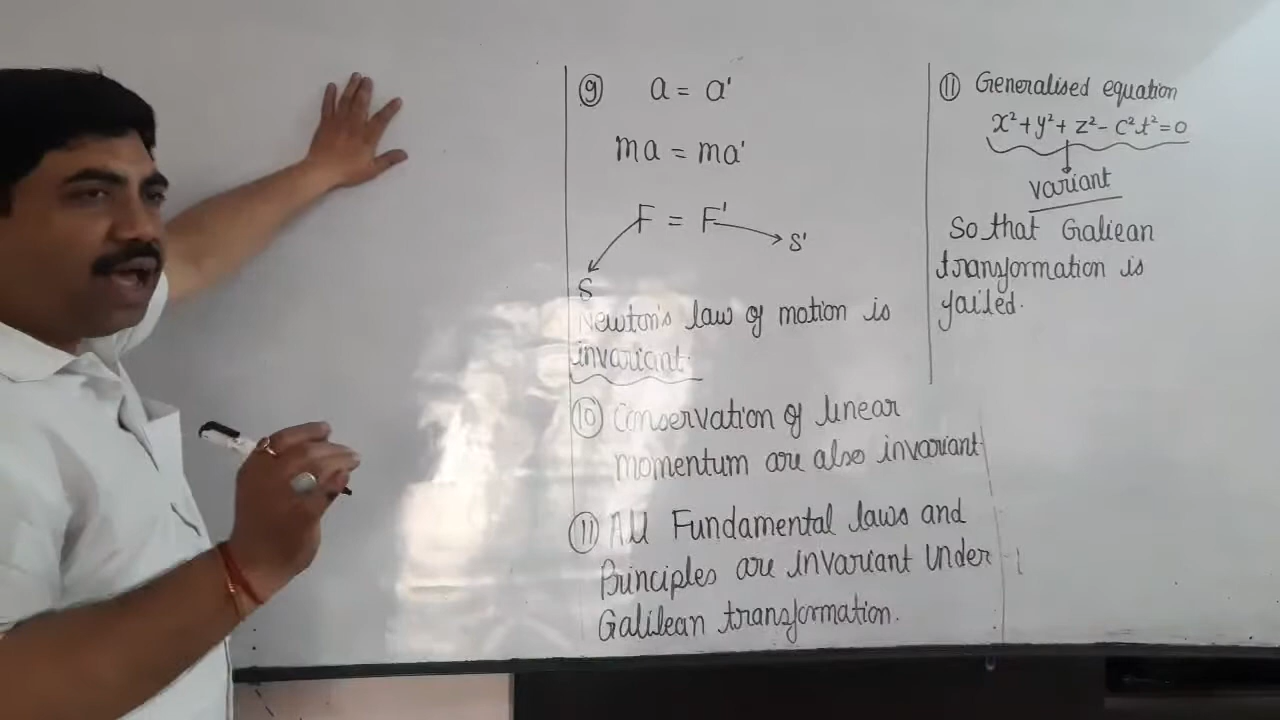 ⑨ a = a'
ma = ma'
F = F' → S'
S
Newton's law of motion is
invariant.
⑩ Conservation of linear
momentum are also invariant
⑪ All Fundamental laws and
Principles are invariant under
Galilean transformation.
⑪ Generalised equation
x²+y²+z²-c²t²=0
variant
So that Galiean
transformation is
failed.